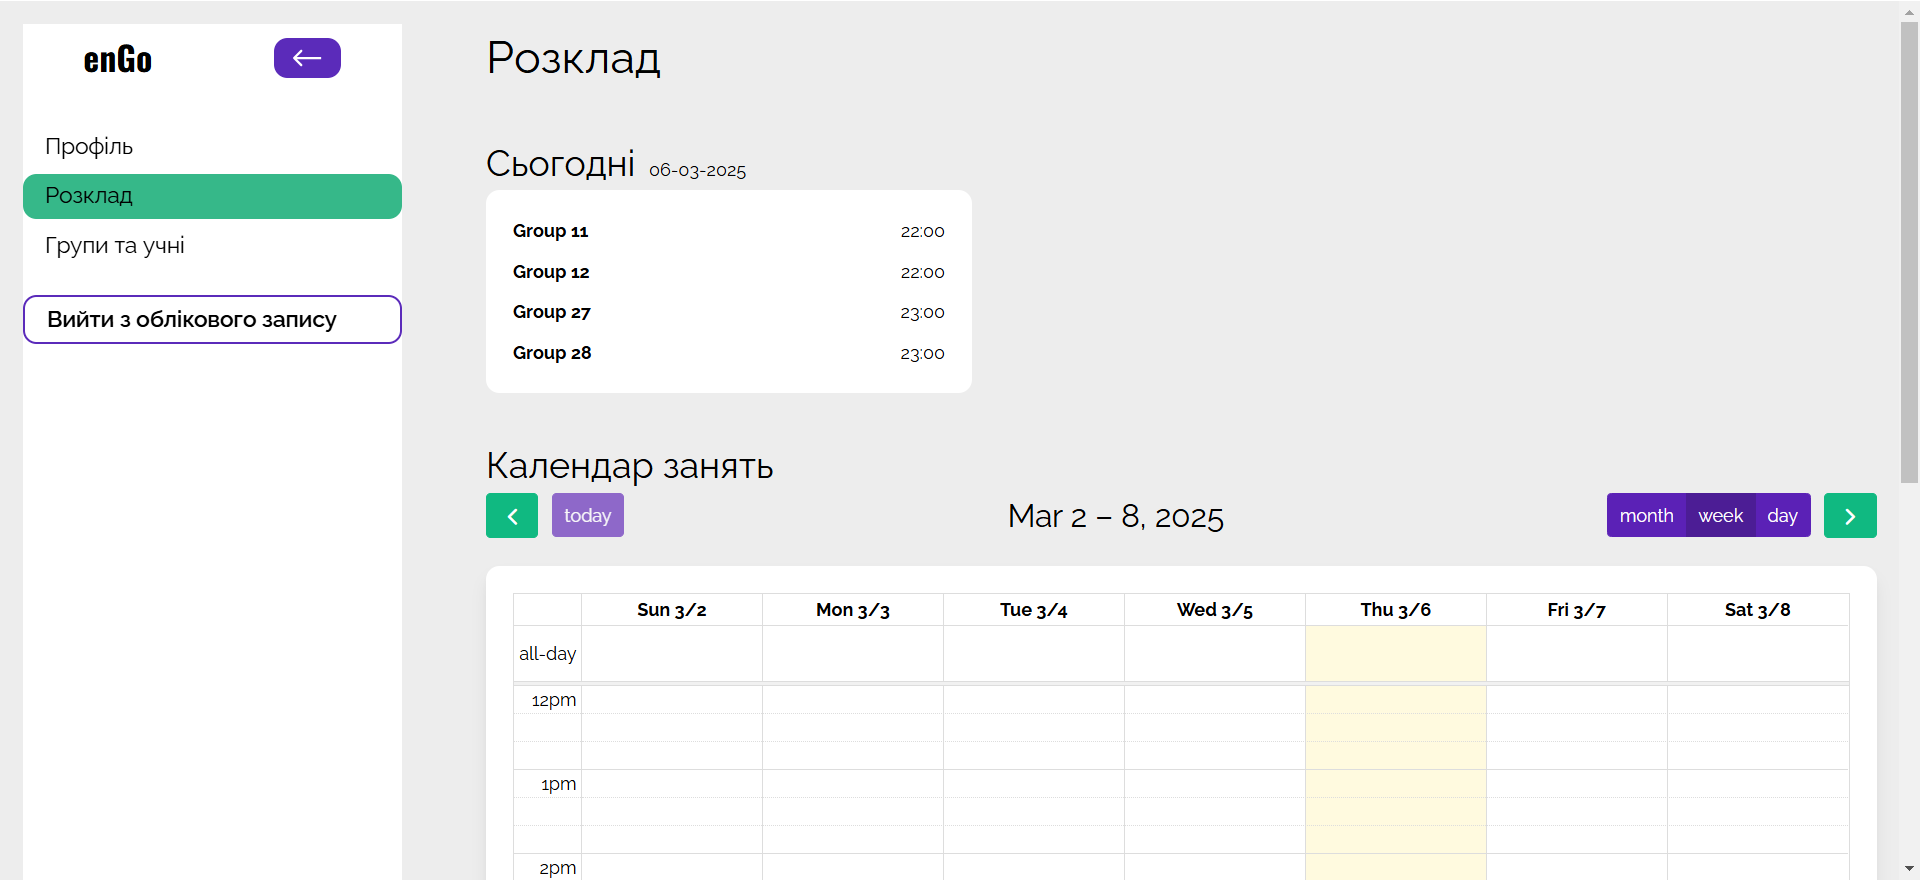 enGo
Профіль
Розклад
Групи та учні
Вийти з облікового запису
Розклад
Сьогодні 06-03-2025
Group 11 22:00
Group 12 22:00
Group 27 23:00
Group 28 23:00
Календар занять
today Mar 2 – 8, 2025 month week day
Sun 3/2 Mon 3/3 Tue 3/4 Wed 3/5 Thu 3/6 Fri 3/7 Sat 3/8
all-day
12pm
1pm
2pm